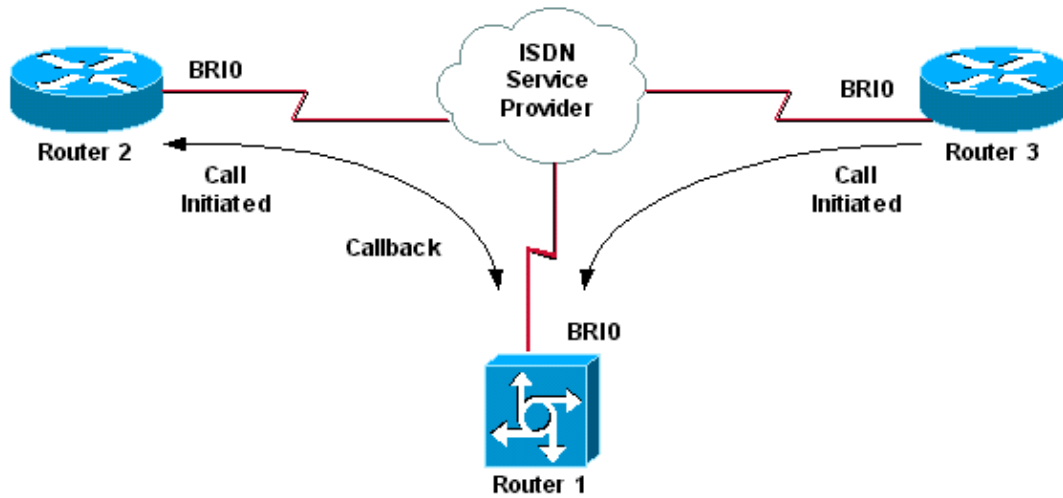 ISDN
Service
Provider
BRI0
BRI0
Router 2
Router 3
Call
Initiated
Call
Initiated
Callback
BRI0
Router 1